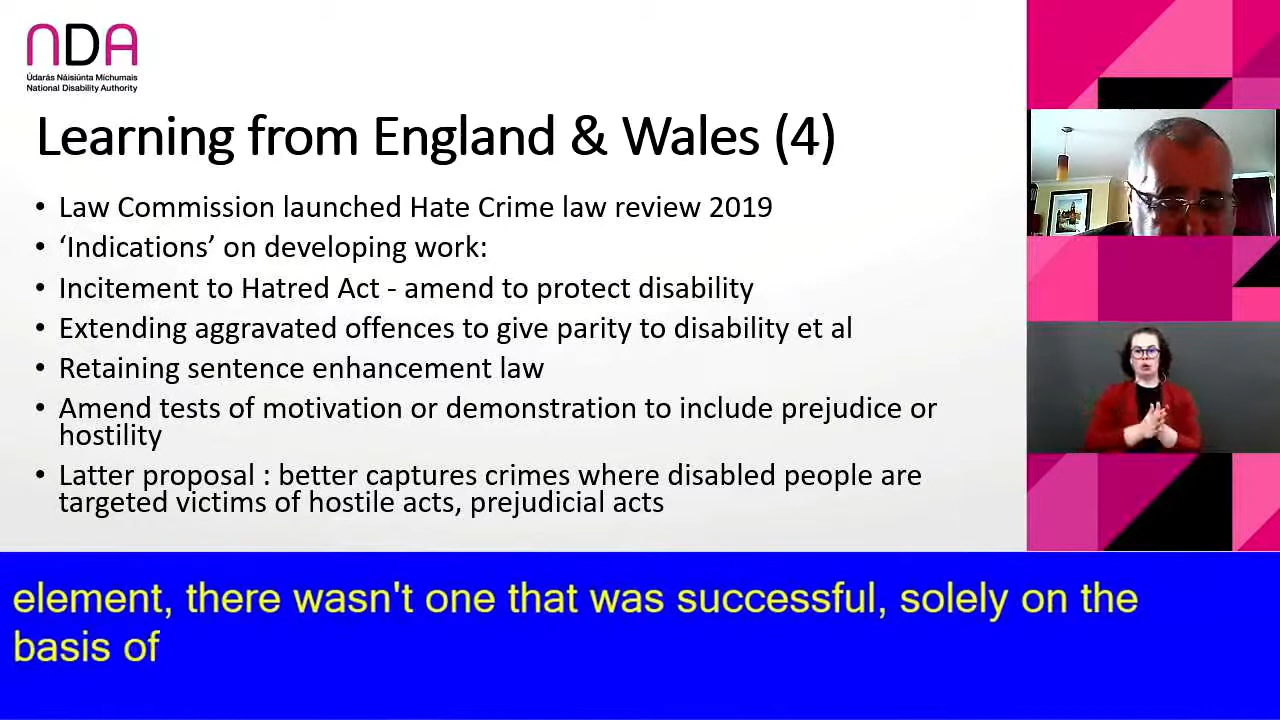 NDA
Údarás Náisiúnta Míchumais
National Disability Authority
Learning from England & Wales (4)
• Law Commission launched Hate Crime law review 2019
• ‘Indications’ on developing work:
• Incitement to Hatred Act - amend to protect disability
• Extending aggravated offences to give parity to disability et al
• Retaining sentence enhancement law
• Amend tests of motivation or demonstration to include prejudice or
hostility
• Latter proposal : better captures crimes where disabled people are
targeted victims of hostile acts, prejudicial acts
element, there wasn't one that was successful, solely on the
basis of